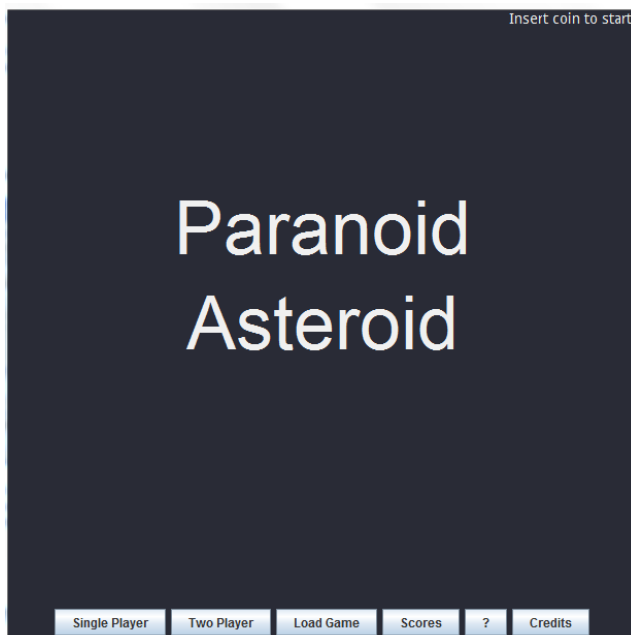 Insert coin to start
Paranoid
Asteroid
Single Player Two Player Load Game Scores ? Credits